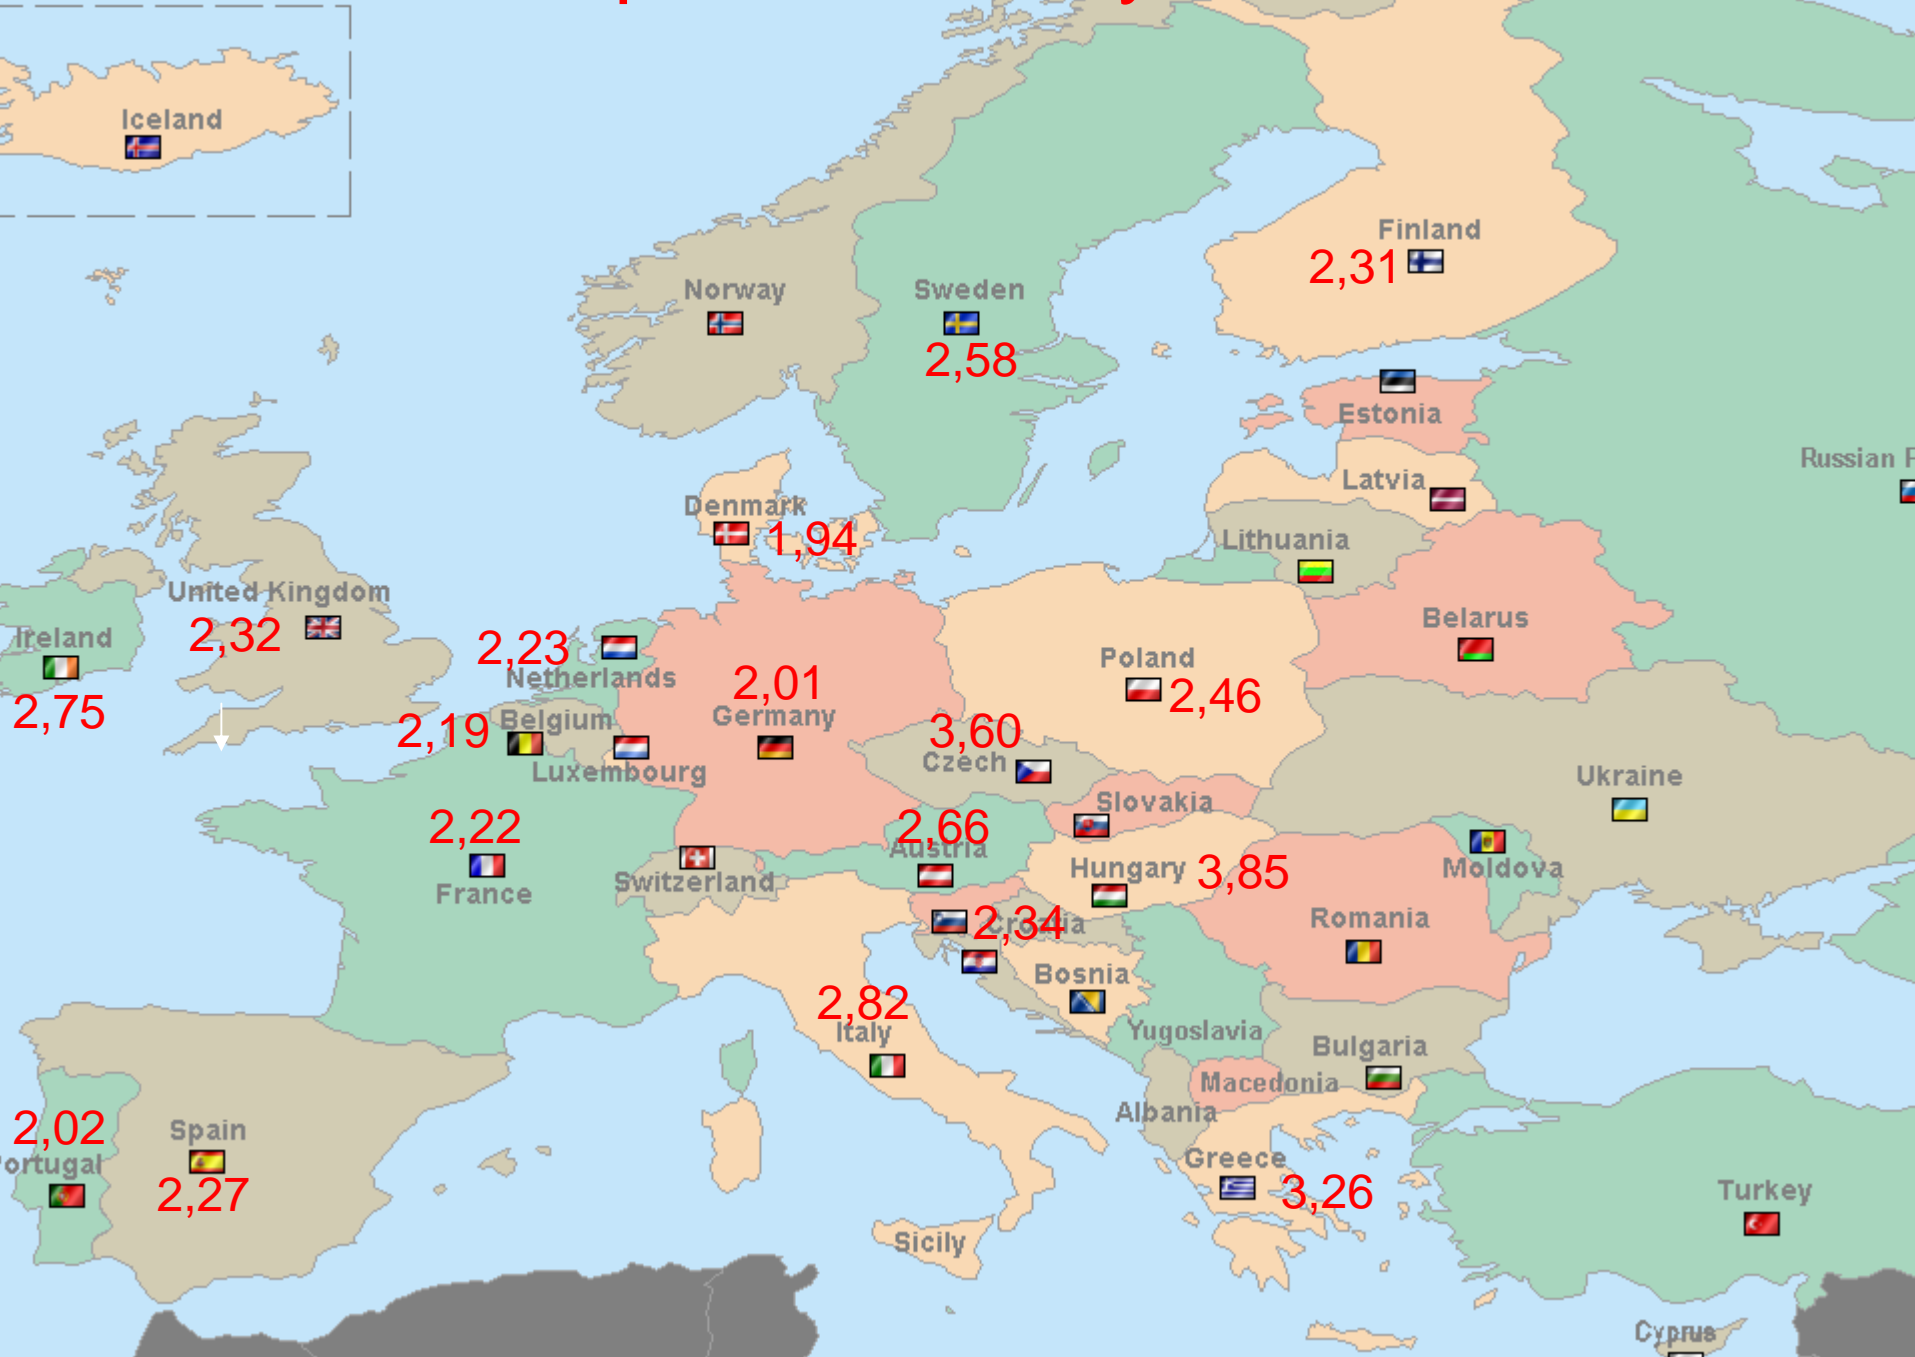 Iceland
Finland
2,31
Norway
Sweden
2,58
Estonia
Russian
Latvia
Denmark
1,94
Lithuania
United Kingdom
2,32
Ireland
2,75
Belarus
2,23
Netherlands
Poland
2,46
2,01
Germany
2,19
Belgium
3,60
Czech
Luxembourg
Ukraine
Slovakia
2,22
France
2,66
Austria
Hungary
3,85
Moldova
Switzerland
Romania
2,34
Croatia
Bosnia
2,82
Italy
Yugoslavia
Bulgaria
Macedonia
Albania
2,02
ortugal
Spain
2,27
Greece
3,26
Turkey
Sicily
Cyprus